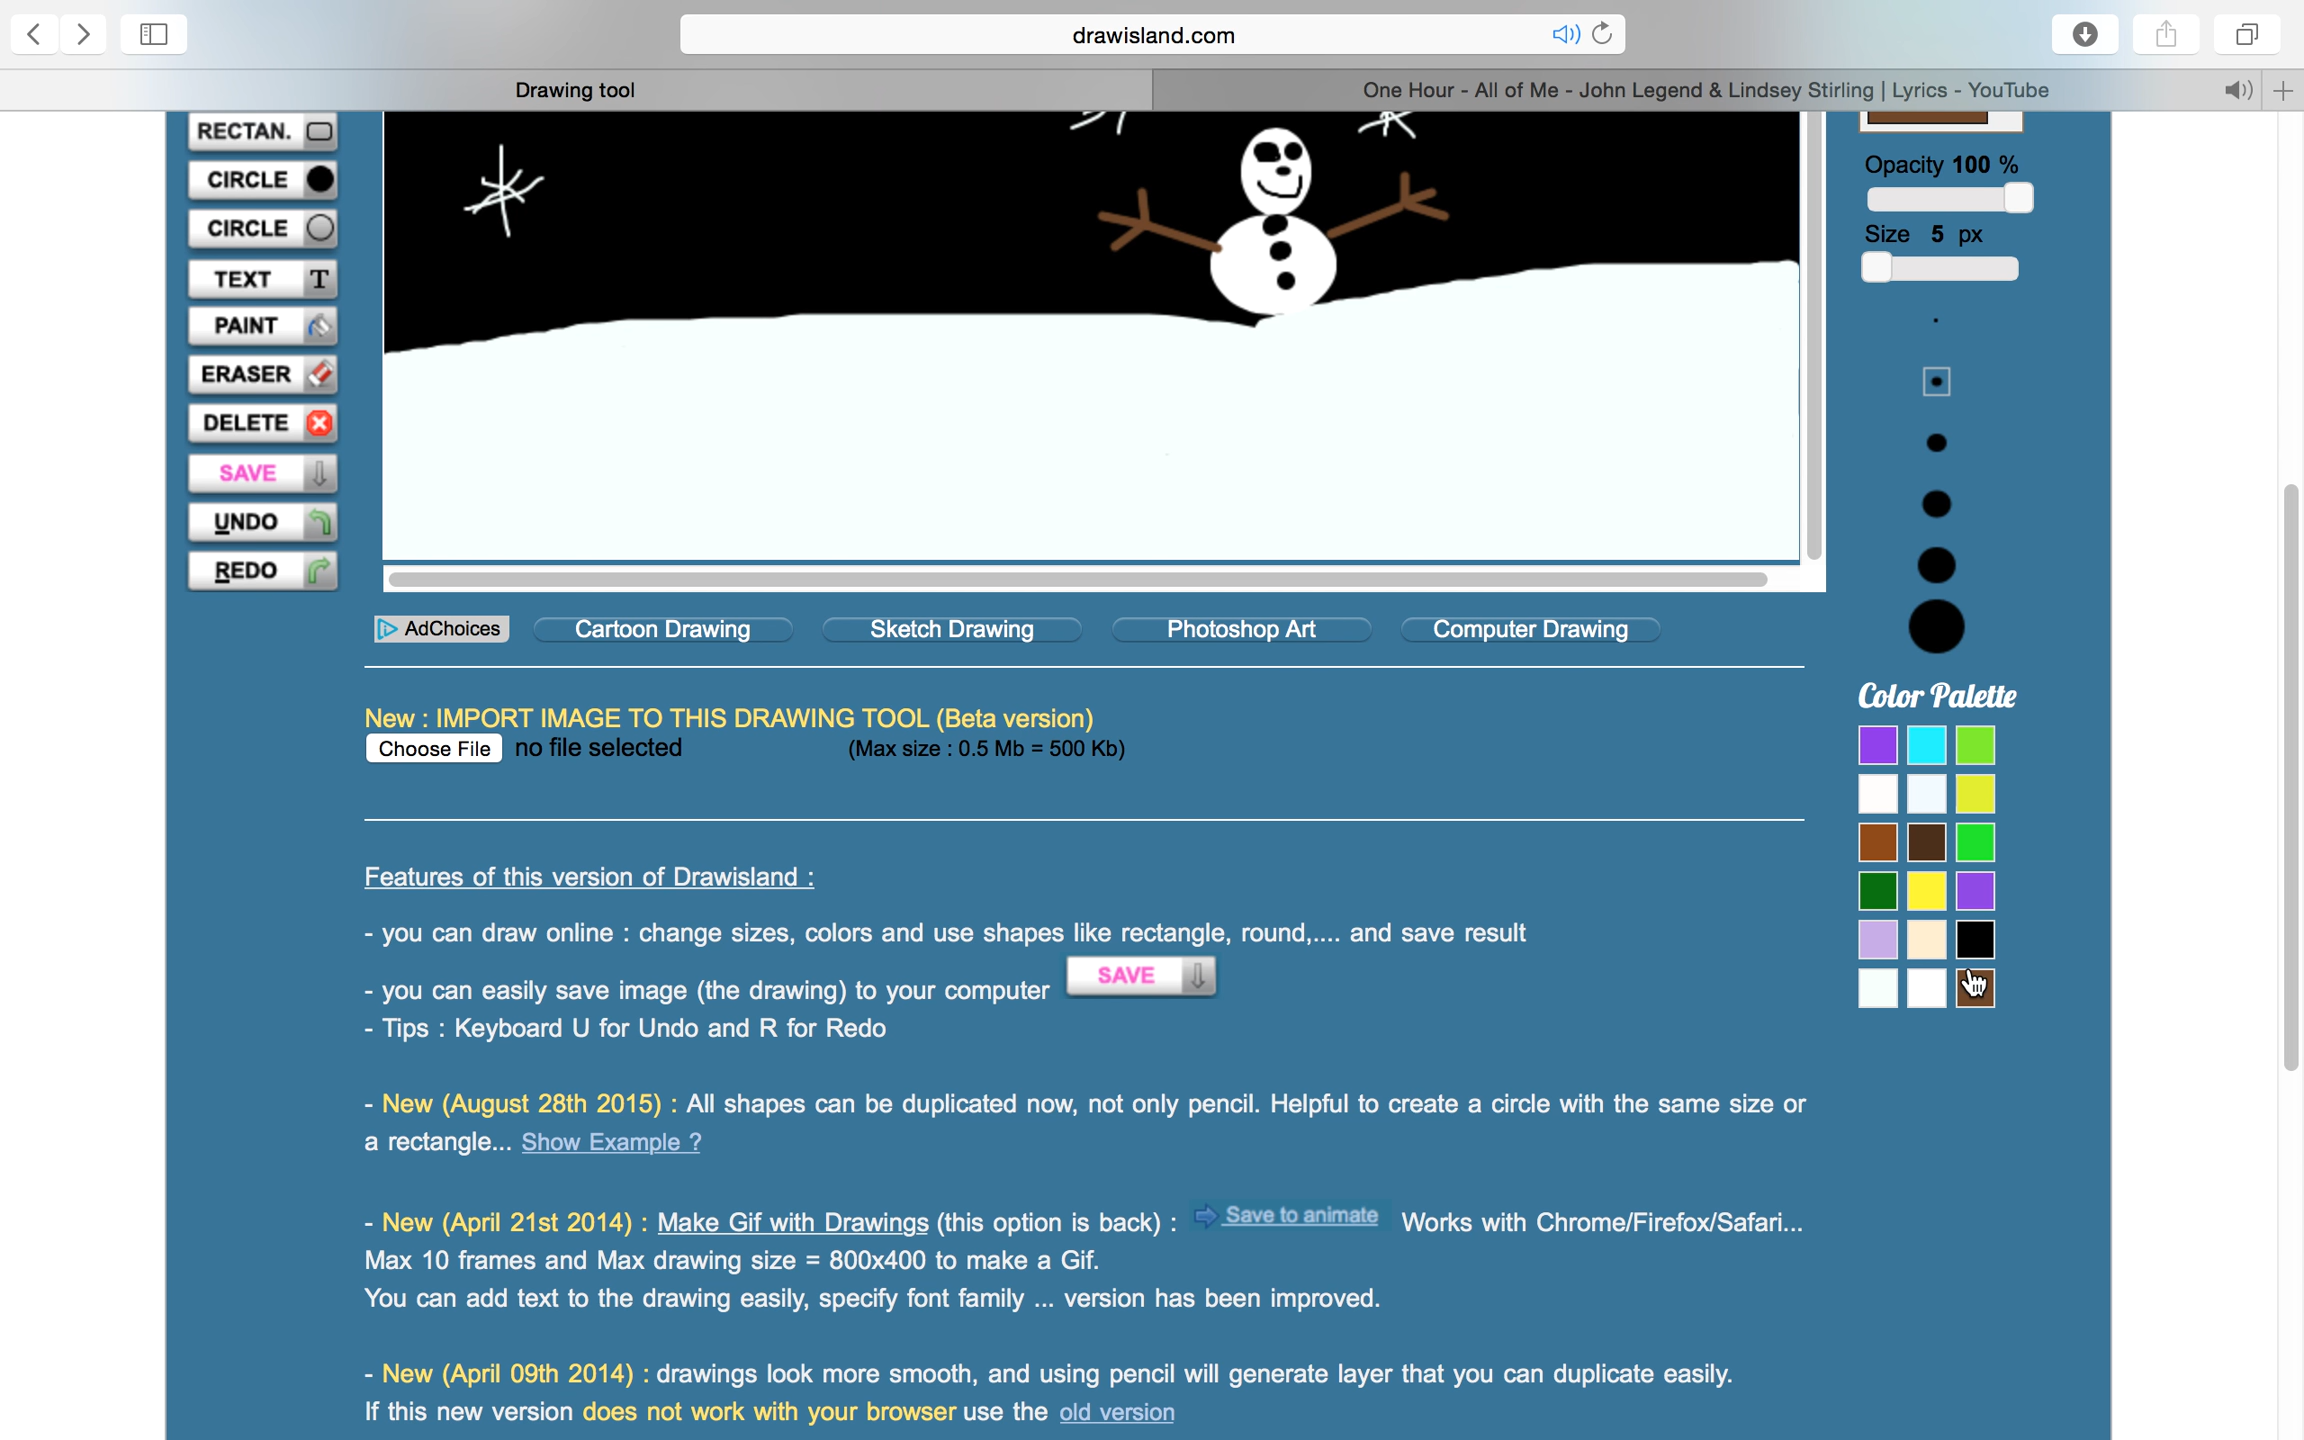 drawisland.com
Drawing tool
One Hour - All of Me - John Legend & Lindsey Stirling | Lyrics - YouTube
RECTAN.
CIRCLE
CIRCLE
TEXT T
PAINT
ERASER
DELETE
SAVE
UNDO
REDO
Opacity 100 %
Size 5 px
AdChoices
Cartoon Drawing
Sketch Drawing
Photoshop Art
Computer Drawing
Color Palette
New : IMPORT IMAGE TO THIS DRAWING TOOL (Beta version)
Choose File no file selected (Max size : 0.5 Mb = 500 Kb)
Features of this version of Drawisland :
- you can draw online : change sizes, colors and use shapes like rectangle, round,.... and save result
- you can easily save image (the drawing) to your computer SAVE
- Tips : Keyboard U for Undo and R for Redo
- New (August 28th 2015) : All shapes can be duplicated now, not only pencil. Helpful to create a circle with the same size or
a rectangle... Show Example ?
- New (April 21st 2014) : Make Gif with Drawings (this option is back) : Save to animate Works with Chrome/Firefox/Safari...
Max 10 frames and Max drawing size = 800x400 to make a Gif.
You can add text to the drawing easily, specify font family ... version has been improved.
- New (April 09th 2014) : drawings look more smooth, and using pencil will generate layer that you can duplicate easily.
If this new version does not work with your browser use the old version